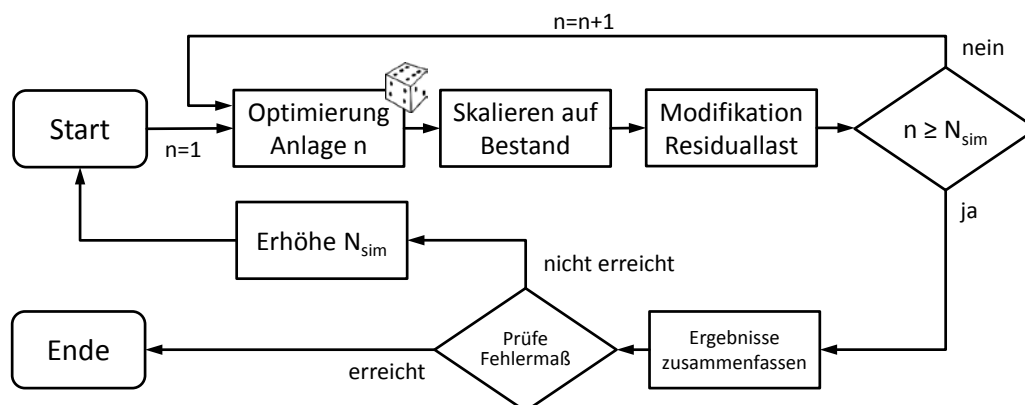 n=n+1
nein
Start
n=1
Optimierung
Anlage n
Skalieren auf
Bestand
Modifikation
Residuallast
n ≥ Nsim
ja
Erhöhe Nsim
nicht erreicht
Ende
erreicht
Prüfe
Fehlermaß
Ergebnisse
zusammenfassen